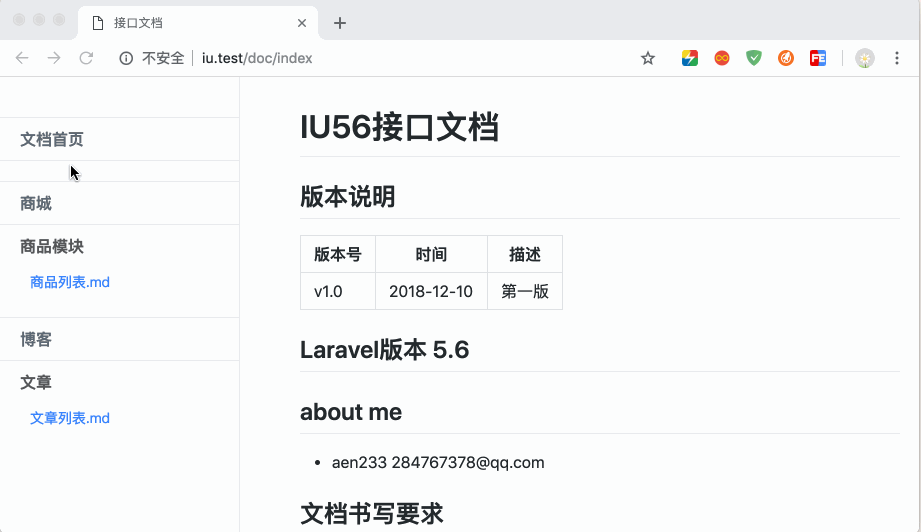 接口文档
不安全 iu.test/doc/index
文档首页
商城
商品模块
商品列表.md
博客
文章
文章列表.md
IU56接口文档
版本说明
版本号 时间 描述
v1.0 2018-12-10 第一版
Laravel版本 5.6
about me
aen233 284767378@qq.com
文档书写要求